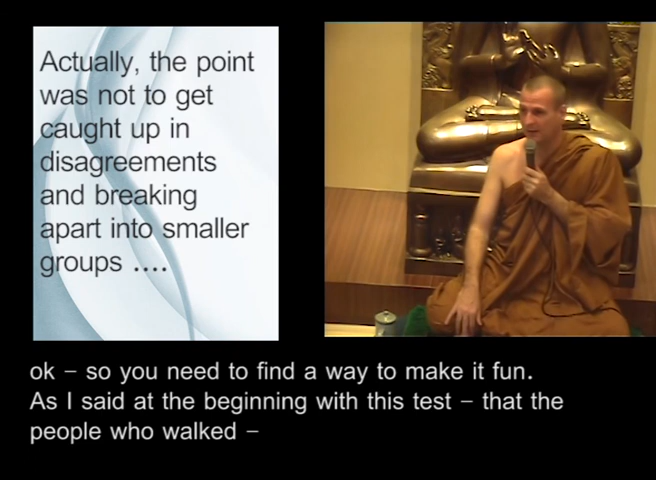 Actually, the point
was not to get
caught up in
disagreements
and breaking
apart into smaller
groups ....
ok – so you need to find a way to make it fun.
As I said at the beginning with this test – that the
people who walked –